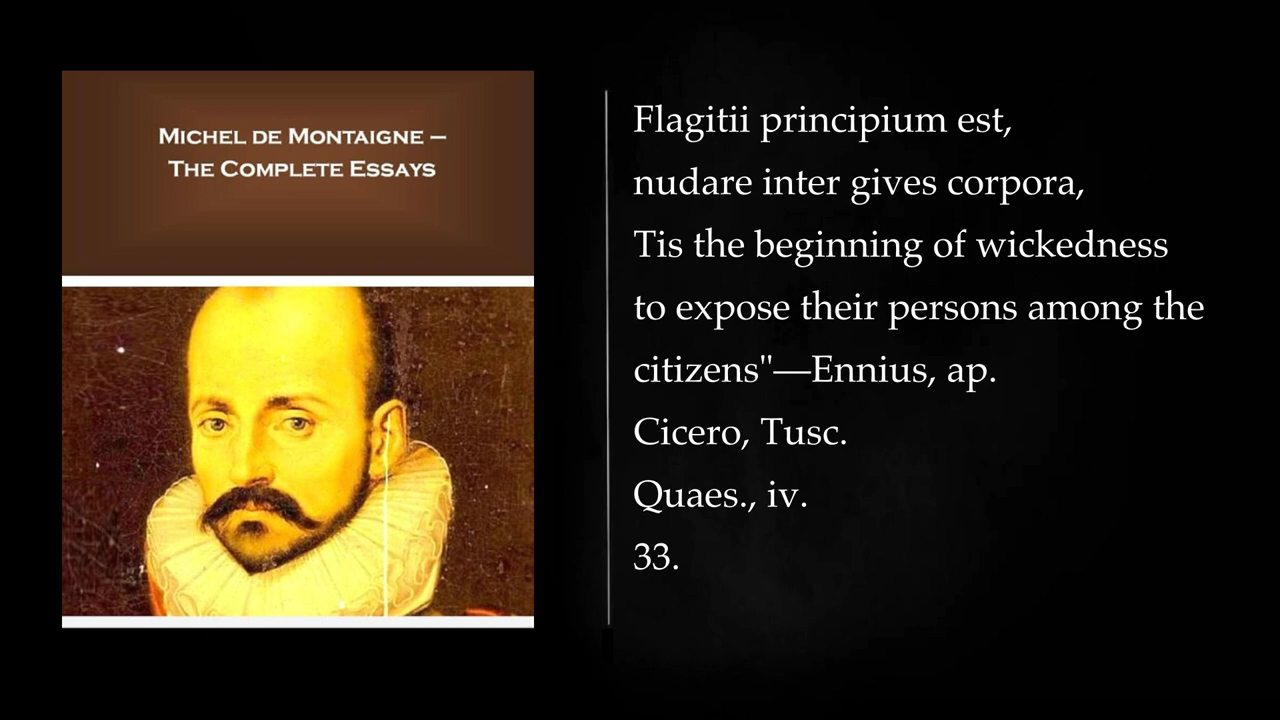 MICHEL DE MONTAIGNE –
THE COMPLETE ESSAYS
Flagitii principium est,
nudare inter gives corpora,
Tis the beginning of wickedness
to expose their persons among the
citizens"—Ennius, ap.
Cicero, Tusc.
Quaes., iv.
33.